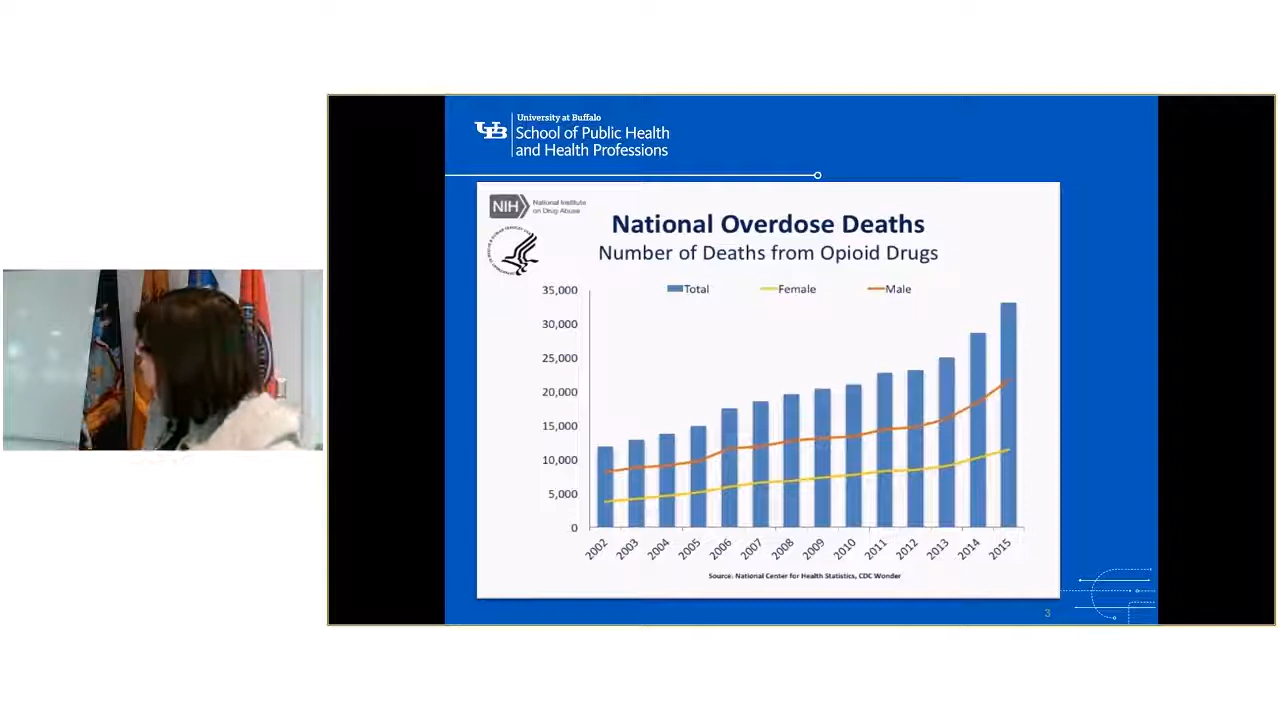 University at Buffalo
UB
School of Public Health
and Health Professions
NIH
National Institute
on Drug Abuse
National Overdose Deaths
Number of Deaths from Opioid Drugs
Total
Female
Male
35,000
30,000
25,000
20,000
15,000
10,000
5,000
0
2002
2003
2004
2005
2006
2007
2008
2009
2010
2011
2012
2013
2014
2015
Source: National Center for Health Statistics, CDC Wonder
3